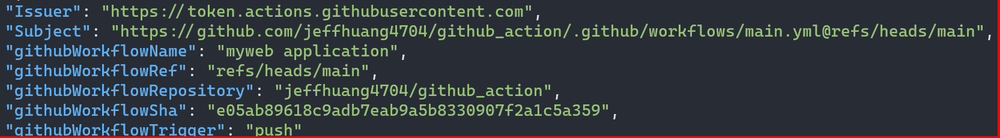 "Issuer": "https://token.actions.githubusercontent.com",
"Subject": "https://github.com/jeffhuang4704/github_action/.github/workflows/main.yml@refs/heads/main",
"githubWorkflowName": "myweb application",
"githubWorkflowRef": "refs/heads/main",
"githubWorkflowRepository": "jeffhuang4704/github_action",
"githubWorkflowSha": "e05ab89618c9adb7eab9a5b8330907f2a1c5a359",
"githubWorkflowTrigger": "push"